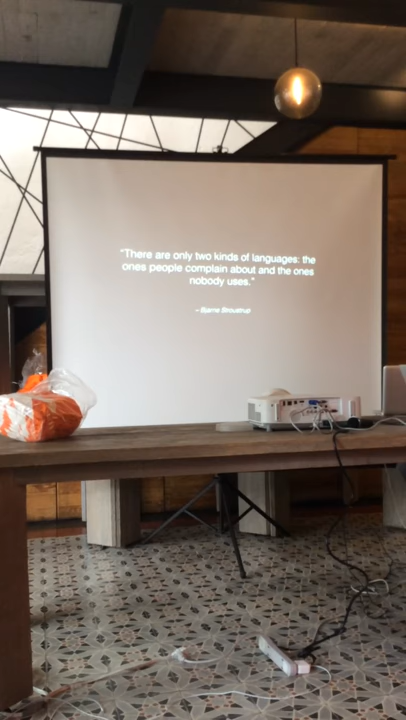 "There are only two kinds of languages: the
ones people complain about and the ones
nobody uses."
– Bjarne Stroustrup